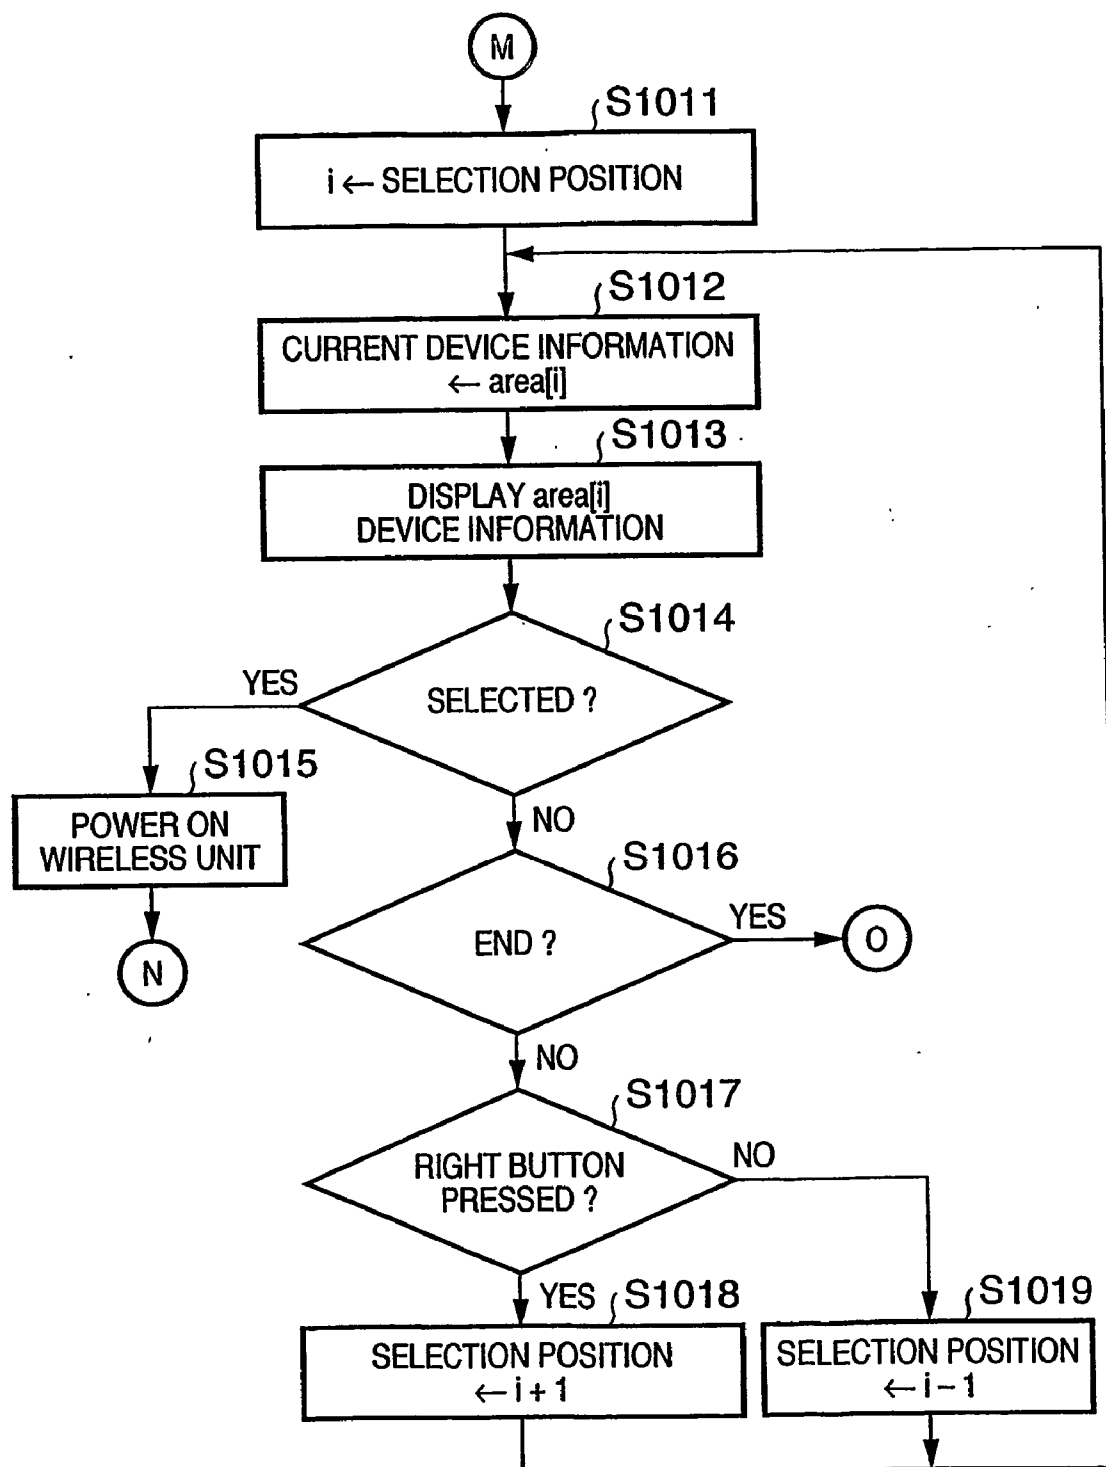 M
S1011
i ← SELECTION POSITION
S1012
CURRENT DEVICE INFORMATION
← area[i]
S1013
DISPLAY area[i]
DEVICE INFORMATION
S1014
YES
SELECTED ?
S1015
POWER ON
WIRELESS UNIT
NO
S1016
YES
END ?
O
N
NO
S1017
RIGHT BUTTON
PRESSED ?
NO
YES
S1018
S1019
SELECTION POSITION
← i + 1
SELECTION POSITION
← i – 1